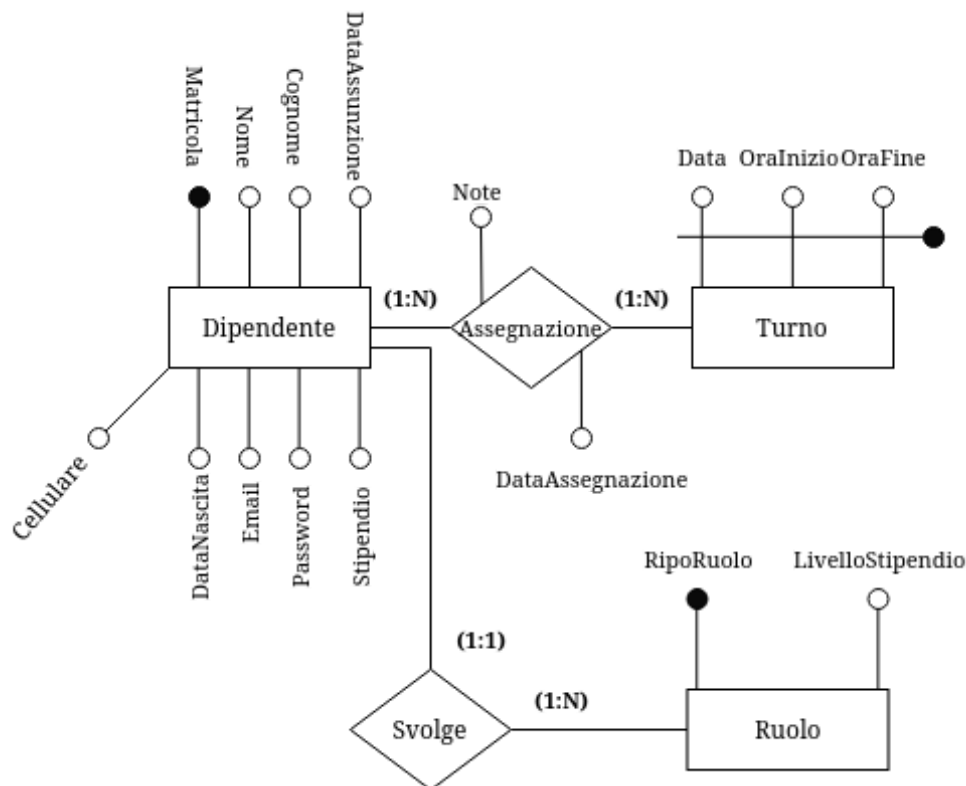 Matricola
Nome
Cognome
DataAssunzione
Note
Data
OraInizio
OraFine
(1:N)
(1:N)
Dipendente
Assegnazione
Turno
Cellulare
DataNascita
Email
Password
Stipendio
DataAssegnazione
RipoRuolo
LivelloStipendio
(1:1)
(1:N)
Svolge
Ruolo